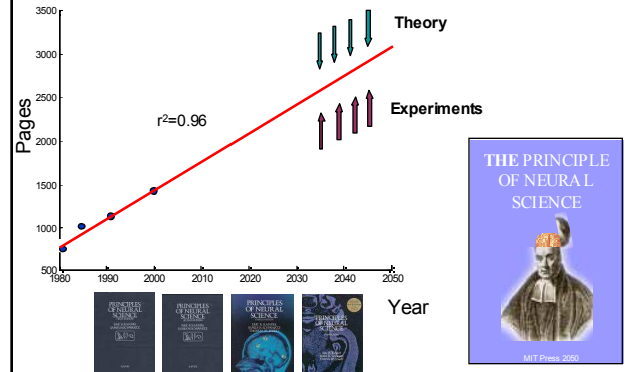 3500
Theory
3000
2500
Experiments
r²=0.96
2000
Pages
1500
1000
500
1980
1990
2000
2010
2020
2030
2040
2050
Year
PRINCIPLES
OF NEURAL
SCIENCE
PRINCIPLES
OF NEURAL
SCIENCE
PRINCIPLES
OF NEURAL
SCIENCE
PRINCIPLES
OF NEURAL
SCIENCE
THE PRINCIPLE
OF NEURAL
SCIENCE
MIT Press 2050